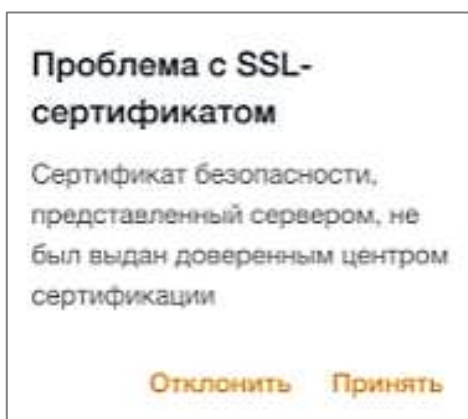 Проблема с SSL-
сертификатом
Сертификат безопасности,
представленный сервером, не
был выдан доверенным центром
сертификации
Отклонить Принять